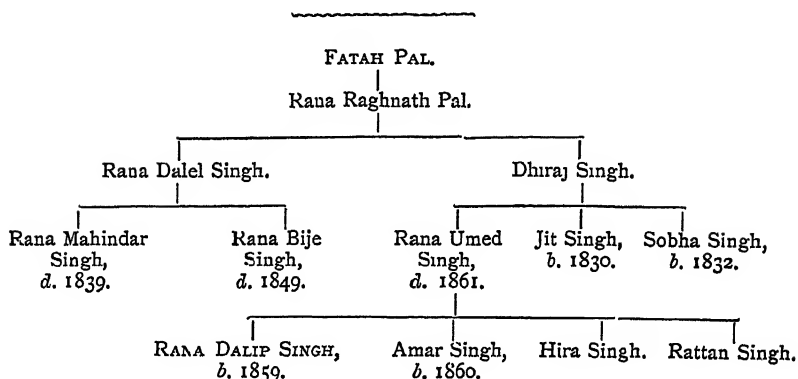 FATAH PAL.
Rana Raghnath Pal.
Rana Dalel Singh. Dhiraj Singh.
Rana Mahindar Rana Bije Rana Umed Jit Singh, Sobha Singh,
Singh, Singh, Singh, b. 1830. b. 1832.
d. 1839. d. 1849. d. 1861.
RANA DALIP SINGH, Amar Singh, Hira Singh. Rattan Singh.
b. 1859. b. 1860.